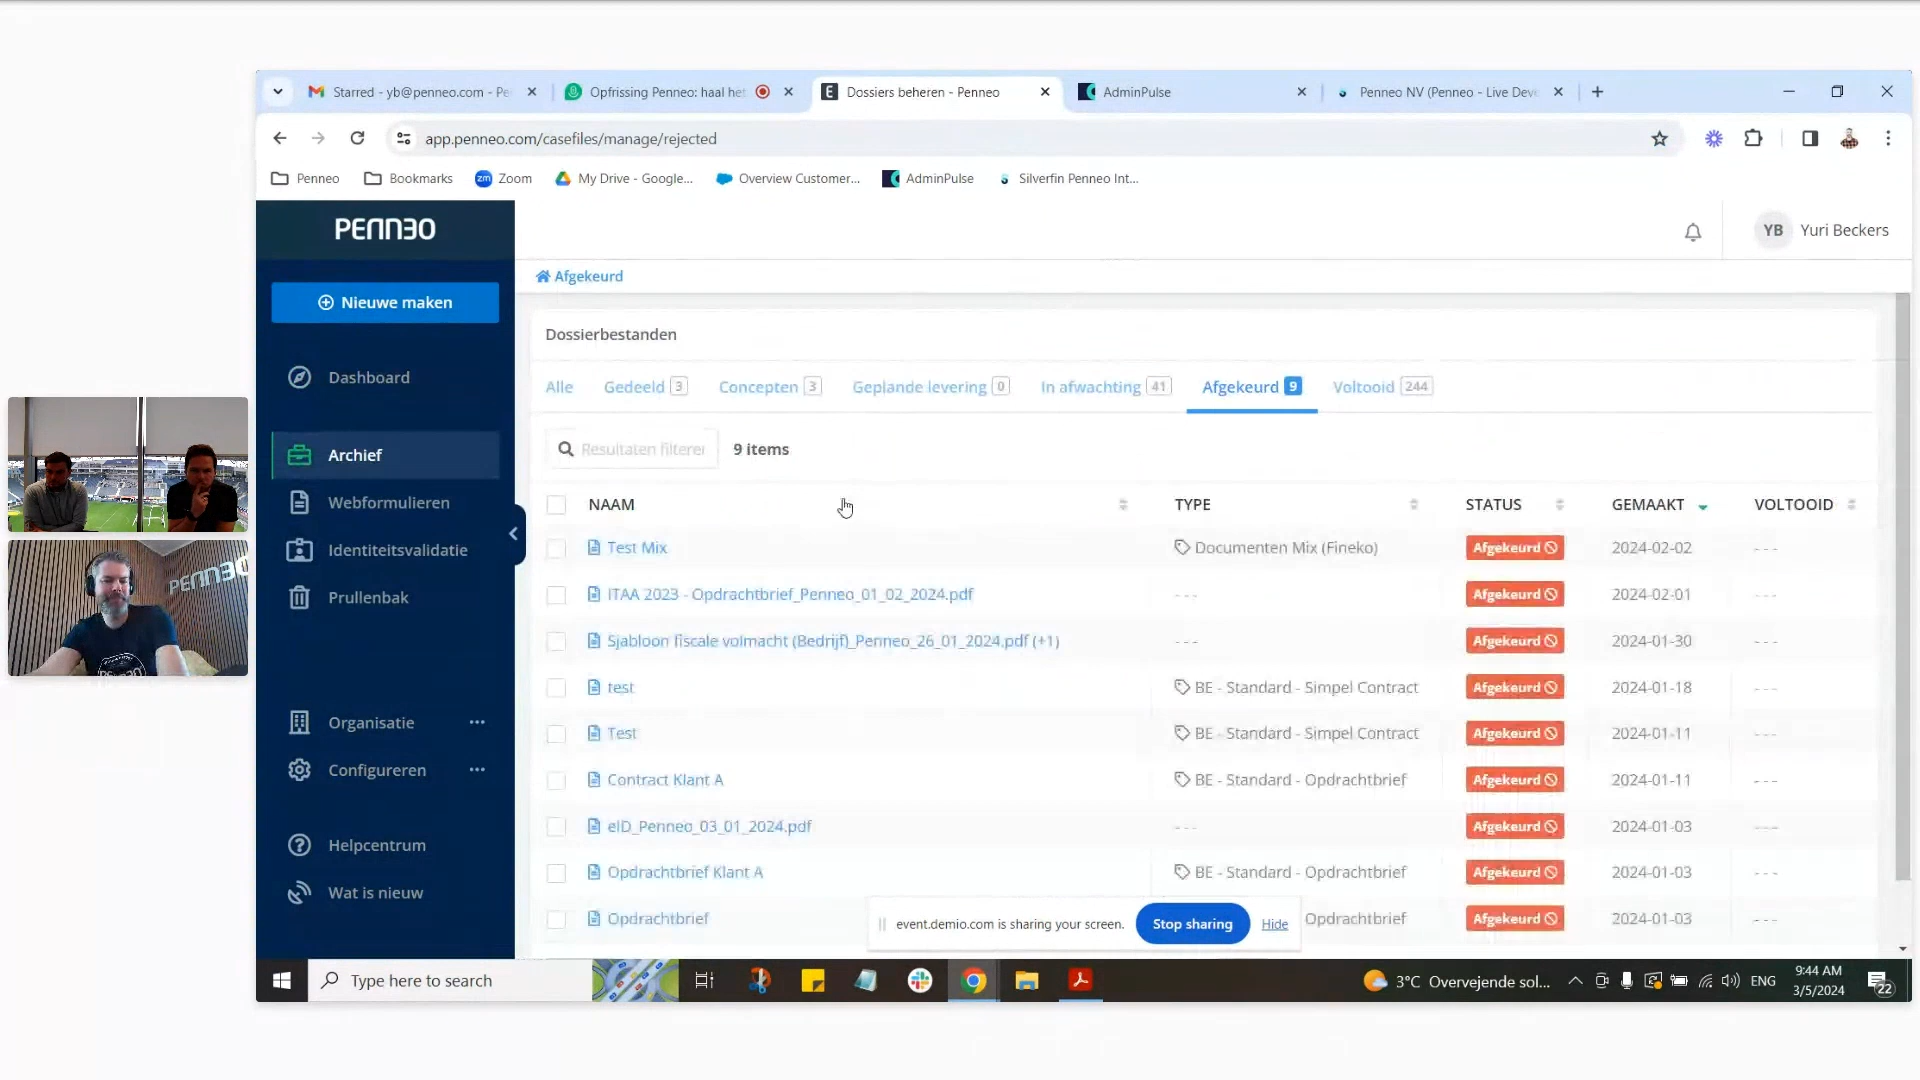 Starred - yb@penneo.com - Pe
Opfrissing Penneo: haal het
Dossiers beheren - Penneo
AdminPulse
Penneo NV (Penneo - Live Deve
app.penneo.com/casefiles/manage/rejected
Penneo
Bookmarks
zm Zoom
My Drive - Google...
Overview Customer...
AdminPulse
Silverfin Penneo Int...
PENNEO
YB Yuri Beckers
Afgekeurd
Nieuwe maken
Dossierbestanden
Dashboard
Alle
Gedeeld 3
Concepten 3
Geplande levering 0
In afwachting 41
Afgekeurd 9
Voltooid 244
Archief
Resultaten filteren
9 items
Webformulieren
NAAM TYPE STATUS GEMAAKT VOLTOOID
Identiteitsvalidatie
Test Mix Documenten Mix (Fineko) Afgekeurd 2024-02-02 ---
Prullenbak
ITAA 2023 - Opdrachtbrief_Penneo_01_02_2024.pdf --- Afgekeurd 2024-02-01 ---
Sjabloon fiscale volmacht (Bedrijf)_Penneo_26_01_2024.pdf (+1) --- Afgekeurd 2024-01-30 ---
test BE - Standard - Simpel Contract Afgekeurd 2024-01-18 ---
Organisatie
Test BE - Standard - Simpel Contract Afgekeurd 2024-01-11 ---
Configureren
Contract Klant A BE - Standard - Opdrachtbrief Afgekeurd 2024-01-11 ---
eID_Penneo_03_01_2024.pdf --- Afgekeurd 2024-01-03 ---
Helpcentrum
Opdrachtbrief Klant A BE - Standard - Opdrachtbrief Afgekeurd 2024-01-03 ---
Wat is nieuw
Opdrachtbrief Opdrachtbrief Afgekeurd 2024-01-03 ---
event.demio.com is sharing your screen. Stop sharing Hide
Type here to search
3°C Overvejende sol...
ENG
9:44 AM
3/5/2024
22
PENNEO